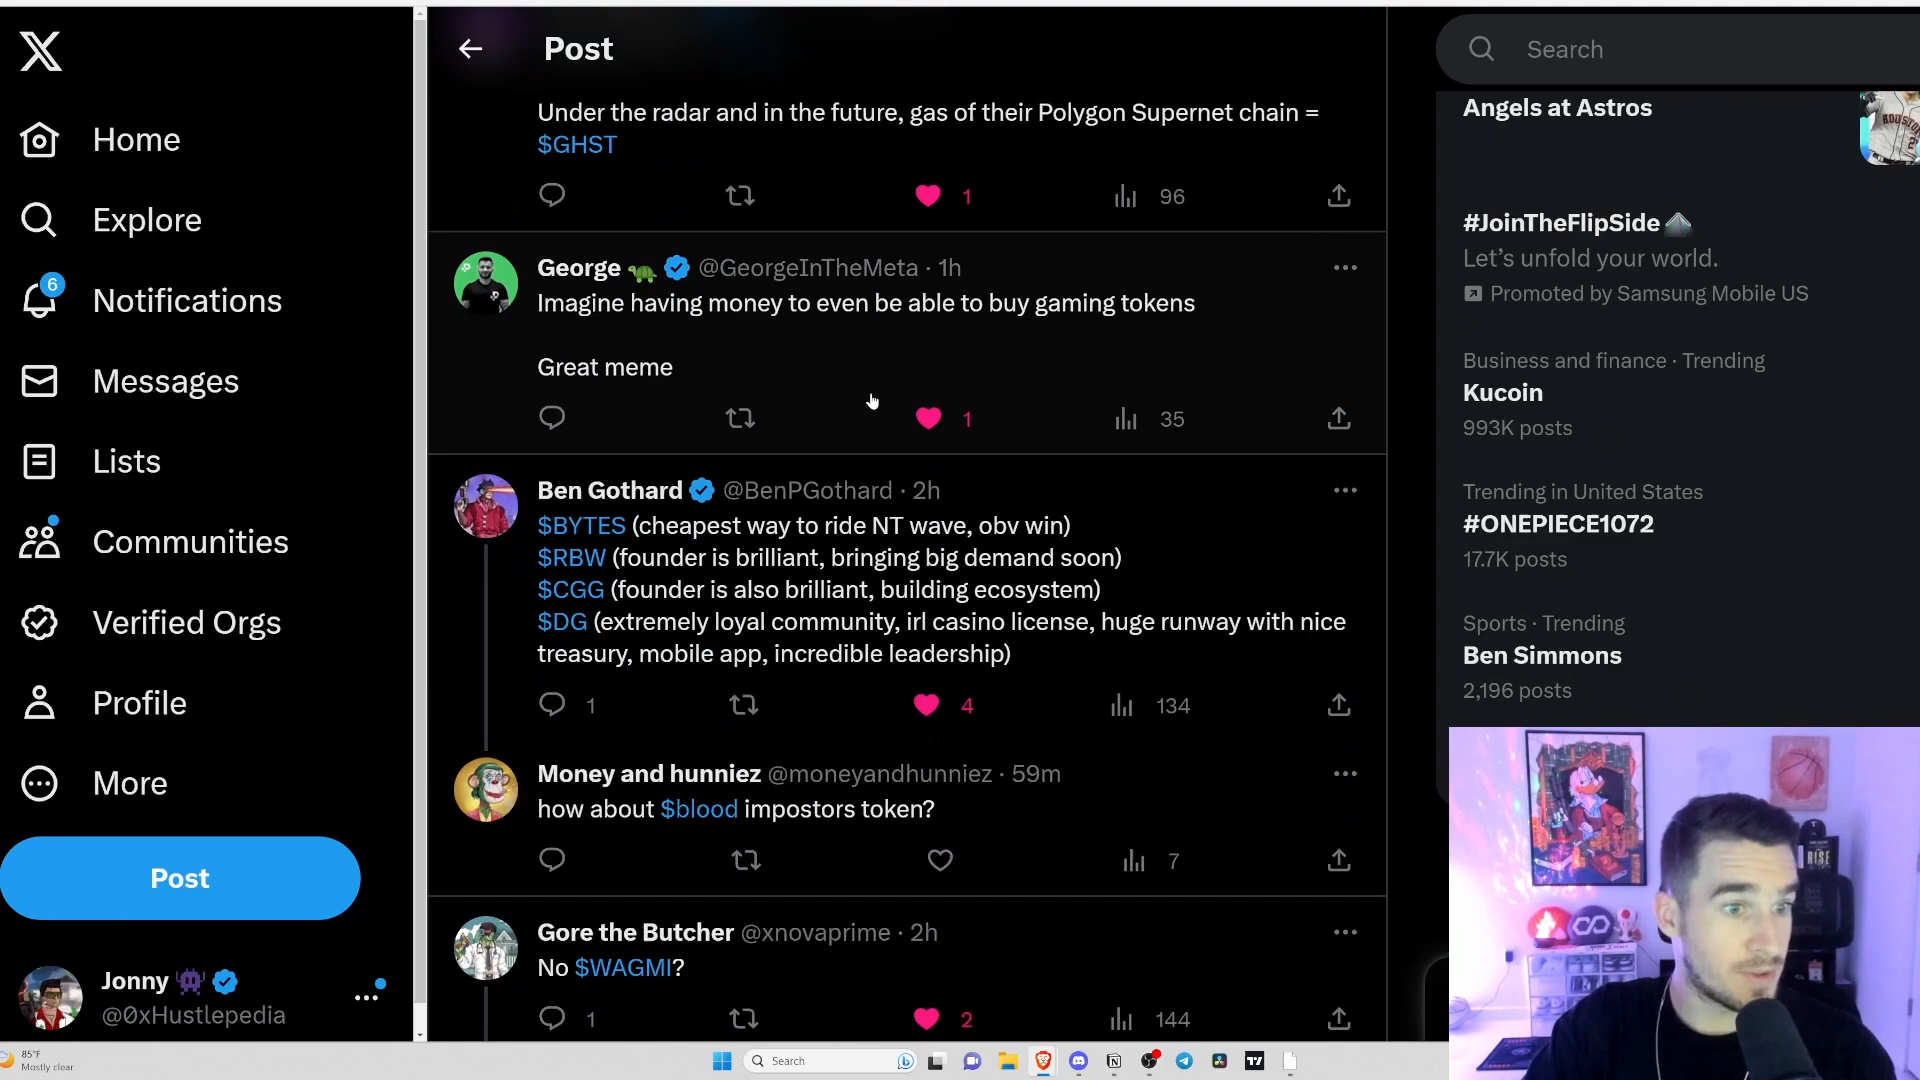 X
Home
Explore
6
Notifications
Messages
Lists
Communities
Verified Orgs
Profile
More
Post
Jonny
@0xHustlepedia
Post
Under the radar and in the future, gas of their Polygon Supernet chain =
$GHST
1
96
George @GeorgeInTheMeta · 1h
Imagine having money to even be able to buy gaming tokens
Great meme
1
35
Ben Gothard @BenPGothard · 2h
$BYTES (cheapest way to ride NT wave, obv win)
$RBW (founder is brilliant, bringing big demand soon)
$CGG (founder is also brilliant, building ecosystem)
$DG (extremely loyal community, irl casino license, huge runway with nice
treasury, mobile app, incredible leadership)
1
4
134
Money and hunniez @moneyandhunniez · 59m
how about $blood impostors token?
7
Gore the Butcher @xnovaprime · 2h
No $WAGMI?
1
2
144
Search
Angels at Astros
HOUSTON
2
#JoinTheFlipSide
Let's unfold your world.
Promoted by Samsung Mobile US
Business and finance · Trending
Kucoin
993K posts
Trending in United States
#ONEPIECE1072
17.7K posts
Sports · Trending
Ben Simmons
2,196 posts
RISE
85°F
Mostly clear
Search